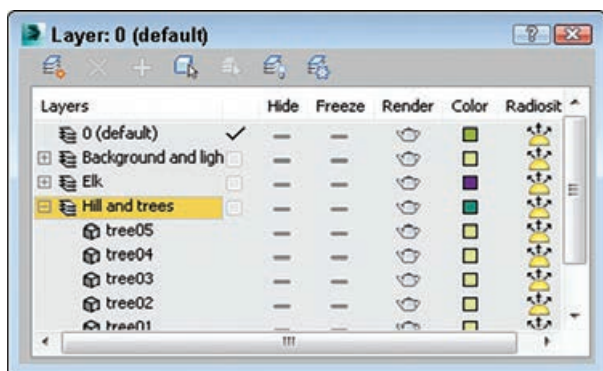 Layer: 0 (default)
Layers Hide Freeze Render Color Radiosit
0 (default)
Background and ligh
Elk
Hill and trees
tree05
tree04
tree03
tree02
tree01